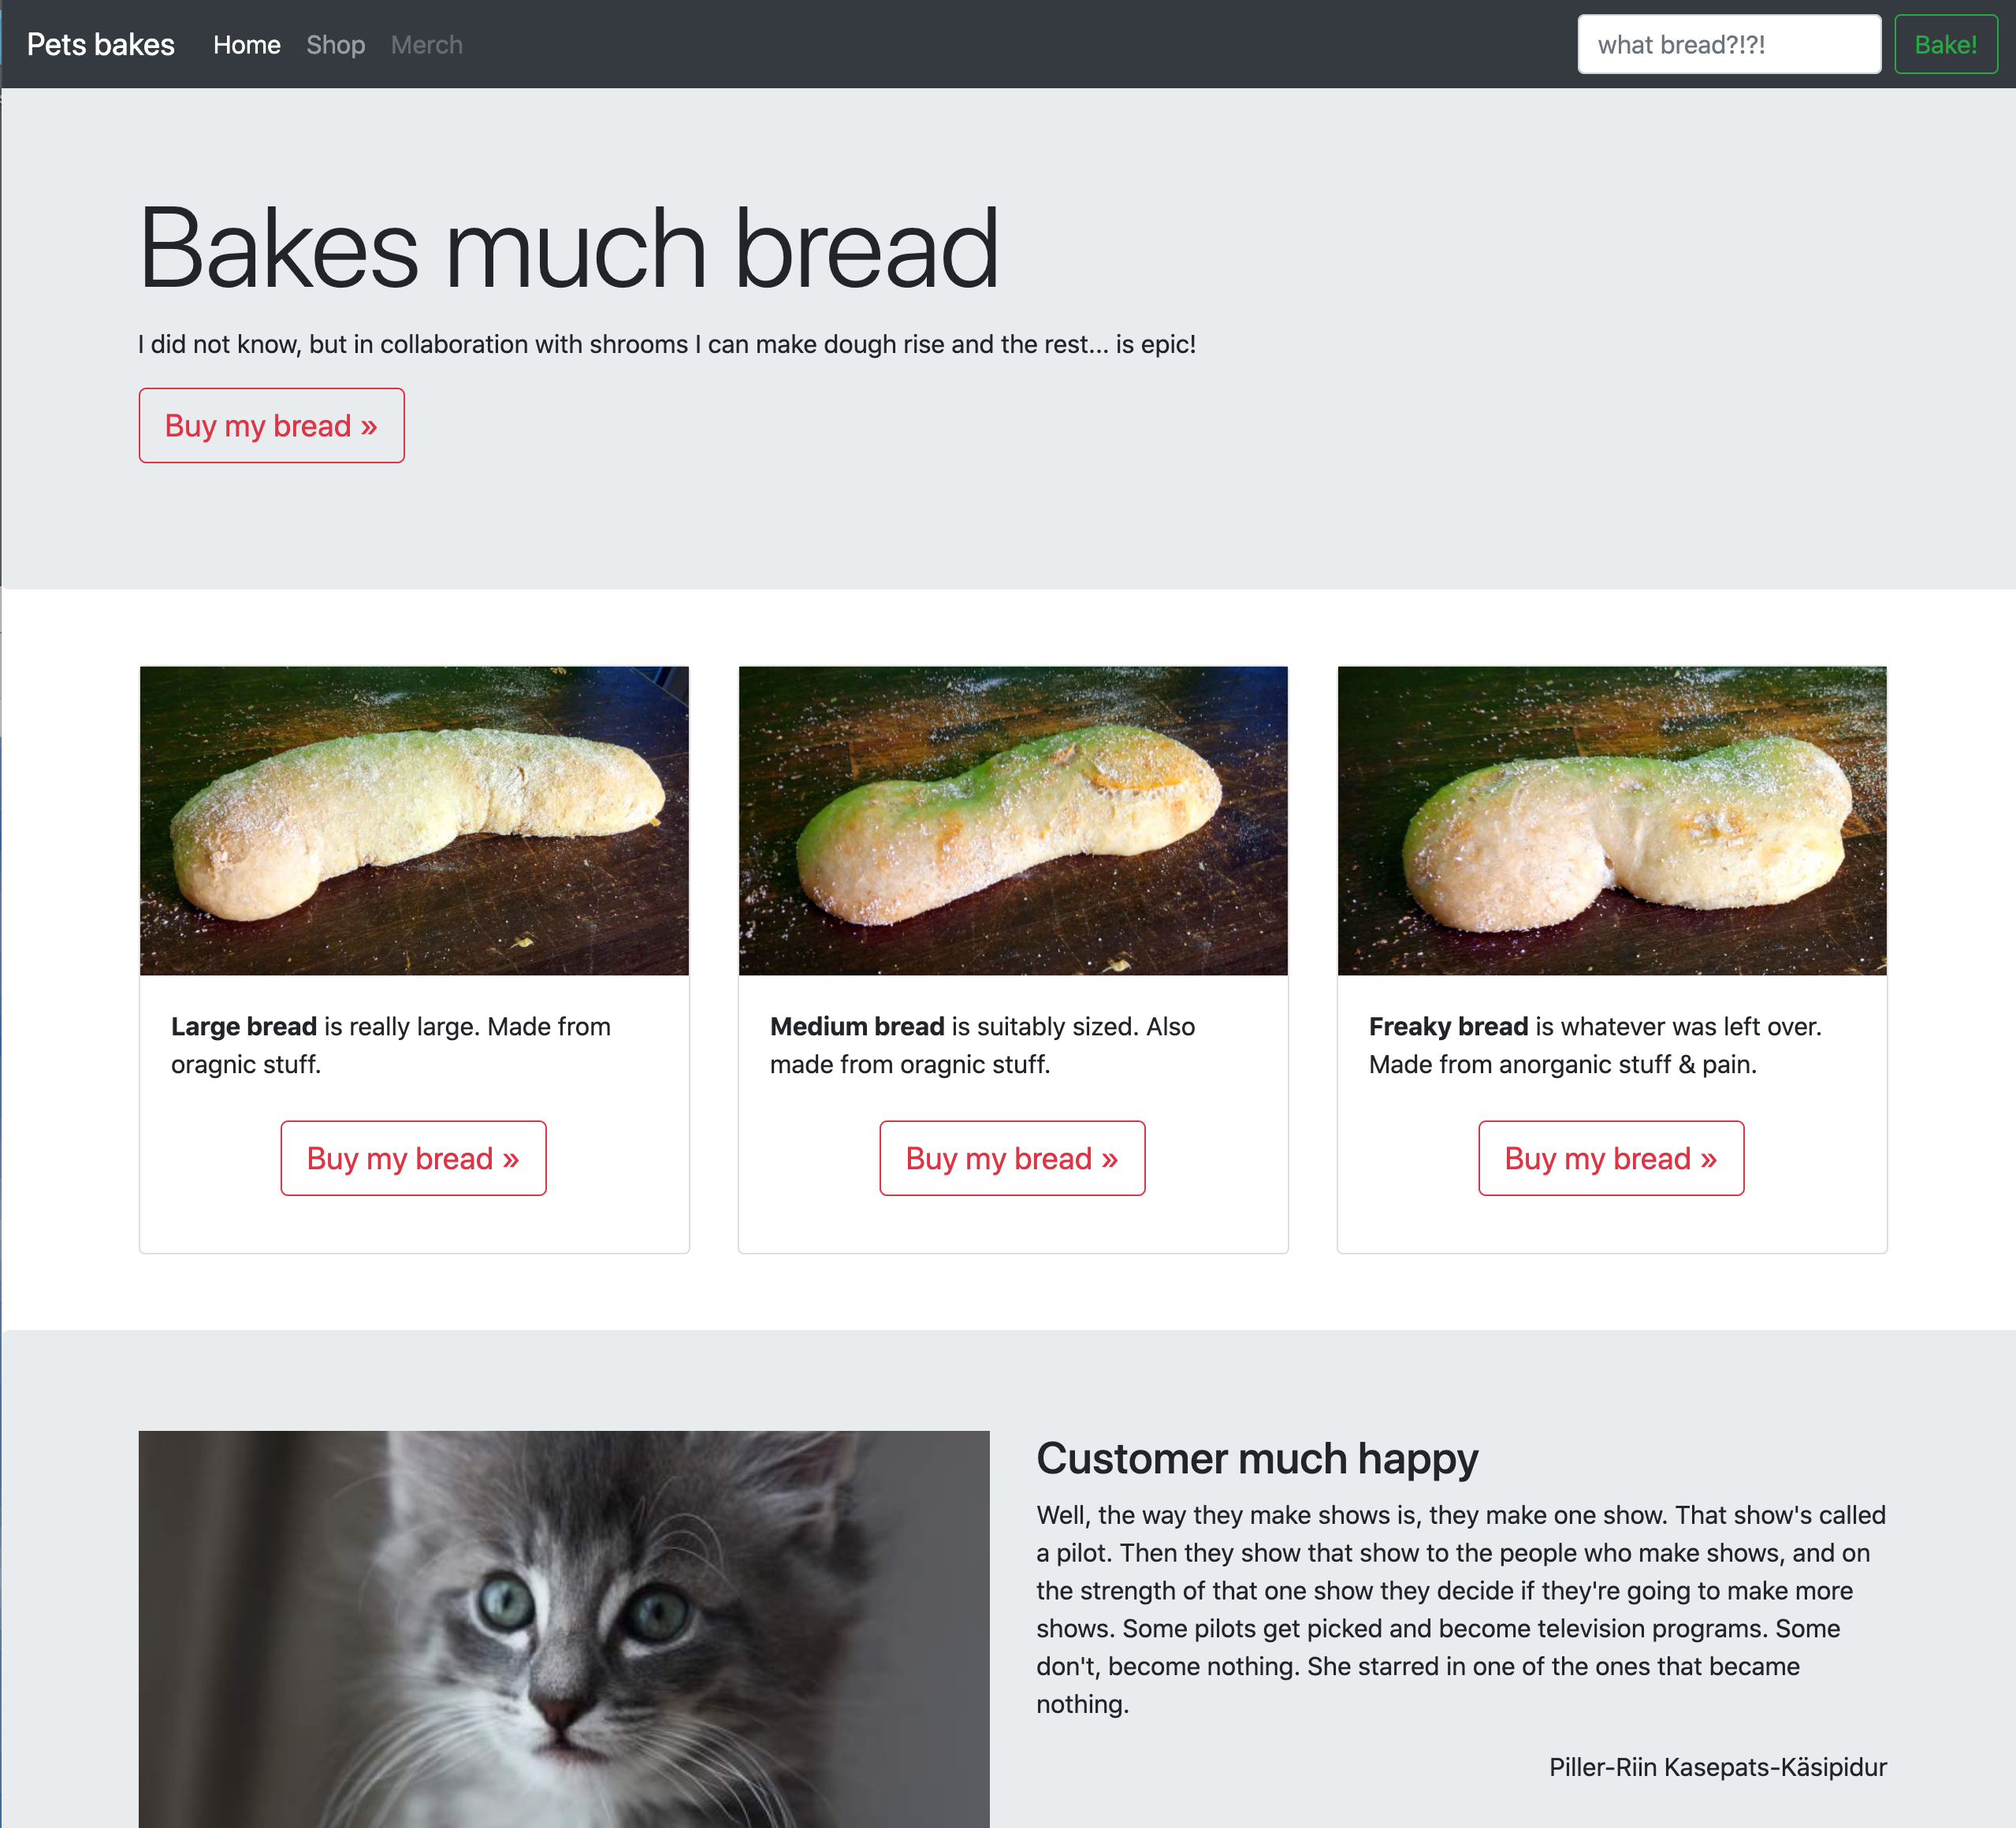 Pets bakes Home Shop Merch what bread?!?! Bake!
Bakes much bread
I did not know, but in collaboration with shrooms I can make dough rise and the rest... is epic!
Buy my bread »
Large bread is really large. Made from
oragnic stuff.
Buy my bread »
Medium bread is suitably sized. Also
made from oragnic stuff.
Buy my bread »
Freaky bread is whatever was left over.
Made from anorganic stuff & pain.
Buy my bread »
Customer much happy
Well, the way they make shows is, they make one show. That show's called
a pilot. Then they show that show to the people who make shows, and on
the strength of that one show they decide if they're going to make more
shows. Some pilots get picked and become television programs. Some
don't, become nothing. She starred in one of the ones that became
nothing.
Piller-Riin Kasepats-Käsipidur